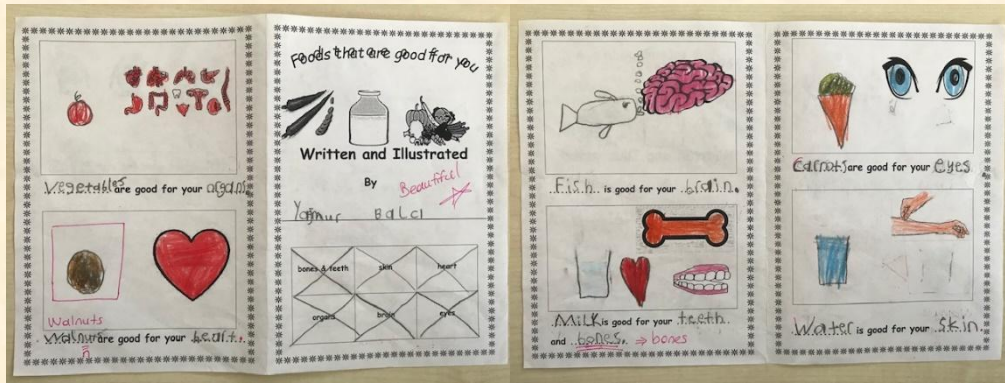 Vegetables are good for your organs.
Walnuts
Walnut are good for your heart.
n
Foods that are good for you
Written and Illustrated
By
Beautiful
Yağmur Balcı
bones & teeth skin heart
organs brain eyes
Fish is good for your brain.
Milk is good for your teeth
and bones. ⇒ bones
Carrots are good for your eyes.
Water is good for your skin.